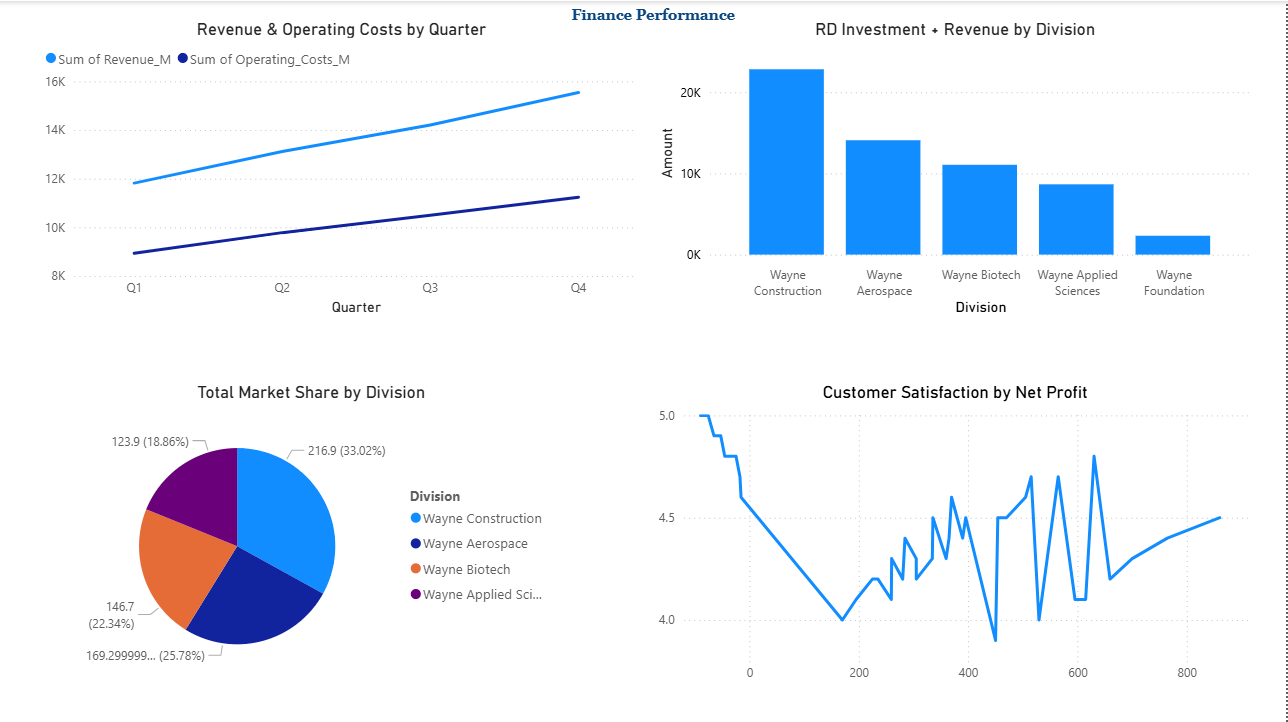 Finance Performance
Revenue & Operating Costs by Quarter
Sum of Revenue_M Sum of Operating_Costs_M
16K
14K
12K
10K
8K
Q1 Q2 Q3 Q4
Quarter
RD Investment + Revenue by Division
Amount
20K
10K
0K
Wayne Construction
Wayne Aerospace
Wayne Biotech
Wayne Applied Sciences
Wayne Foundation
Division
Total Market Share by Division
123.9 (18.86%)
216.9 (33.02%)
146.7
(22.34%)
169.299999... (25.78%)
Division
Wayne Construction
Wayne Aerospace
Wayne Biotech
Wayne Applied Sci...
Customer Satisfaction by Net Profit
5.0
4.5
4.0
0 200 400 600 800